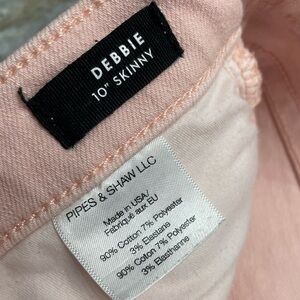 DEBBIE
10" SKINNY
PIPES & SHAW LLC
Made in USA/
Fabriqué aux EU
90% Cotton 7% Polyester
3% Elastane
90% Cotton 7% Polyester
3% Elasthanne